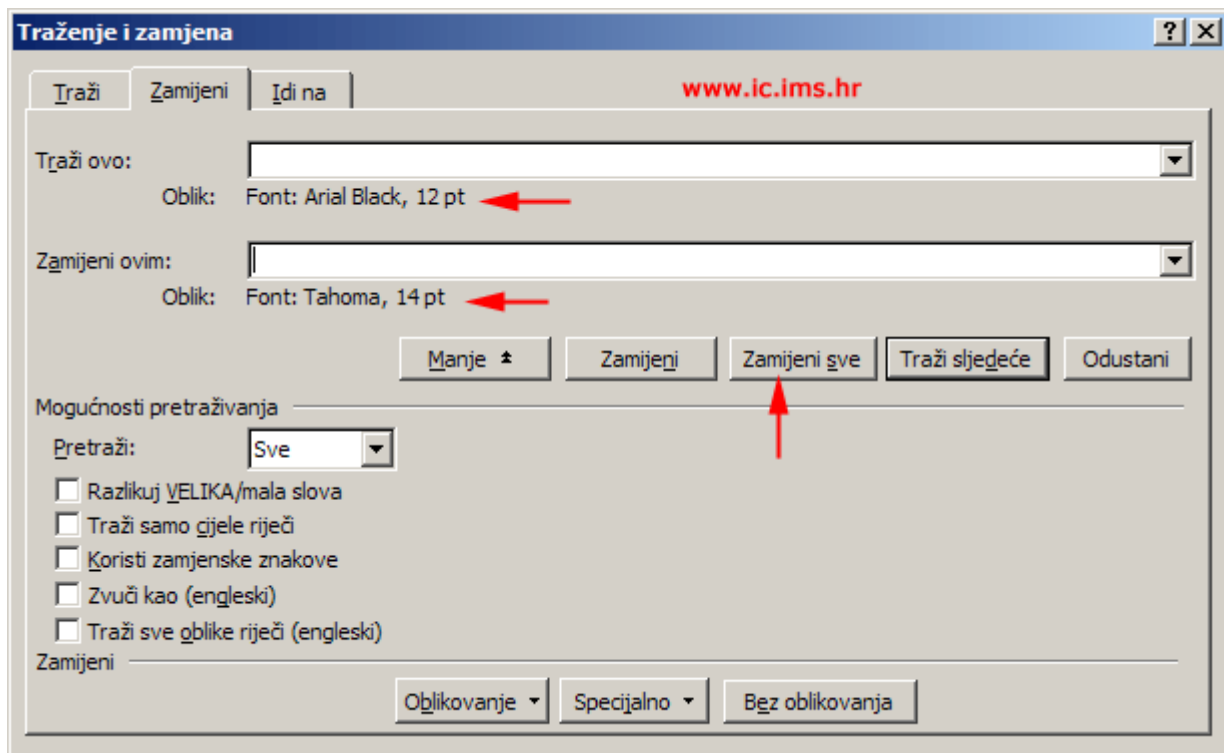 Traženje i zamjena
Traži Zamijeni Idi na www.ic.ims.hr
Traži ovo:
Oblik: Font: Arial Black, 12 pt
Zamijeni ovim:
Oblik: Font: Tahoma, 14 pt
Manje Zamijeni Zamijeni sve Traži sljedeće Odustani
Mogućnosti pretraživanja
Pretraži: Sve
Razlikuj VELIKA/mala slova
Traži samo cijele riječi
Koristi zamjenske znakove
Zvuči kao (engleski)
Traži sve oblike riječi (engleski)
Zamijeni
Oblikovanje Specijalno Bez oblikovanja